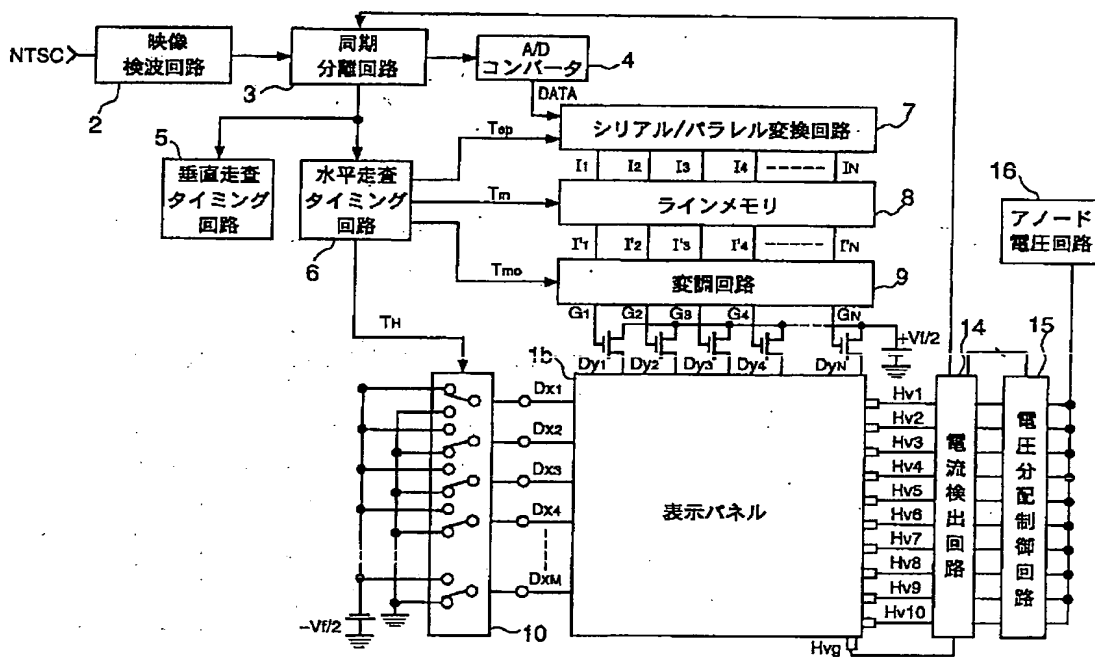 NTSC
映像
検波回路
2
同期
分離回路
3
A/D
コンバータ
4
DATA
5
垂直走査
タイミング
回路
水平走査
タイミング
回路
6
Tsp
Tm
Tmo
TH
シリアル/パラレル変換回路
7
I1 I2 I3 I4 IN
ラインメモリ
8
I'1 I'2 I'3 I'4 I'N
変調回路
9
G1 G2 G3 G4 GN
+Vf/2
Dy1 Dy2 Dy3 Dy4 DyN
1b
表示パネル
Dx1
Dx2
Dx3
Dx4
DxM
-Vf/2
10
Hv1
Hv2
Hv3
Hv4
Hv5
Hv6
Hv7
Hv8
Hv9
Hv10
Hvg
14
電流検出回路
15
電圧分配制御回路
16
アノード
電圧回路